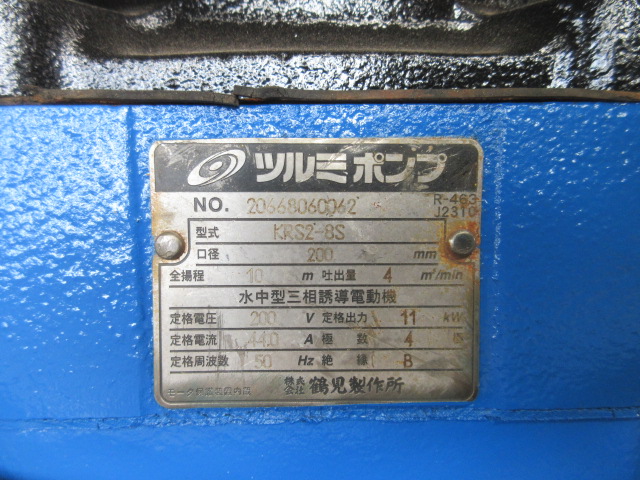 ツルミポンプ
NO. 20668060062 R-463
J2310
型式 KRS2-8S
口径 200 mm
全揚程 10 m 吐出量 4 m³/min
水中型三相誘導電動機
定格電圧 200 V 定格出力 11 kW
定格電流 44.0 A 極数 4
定格周波数 50 Hz 絶縁 B
株式会社 鶴見製作所